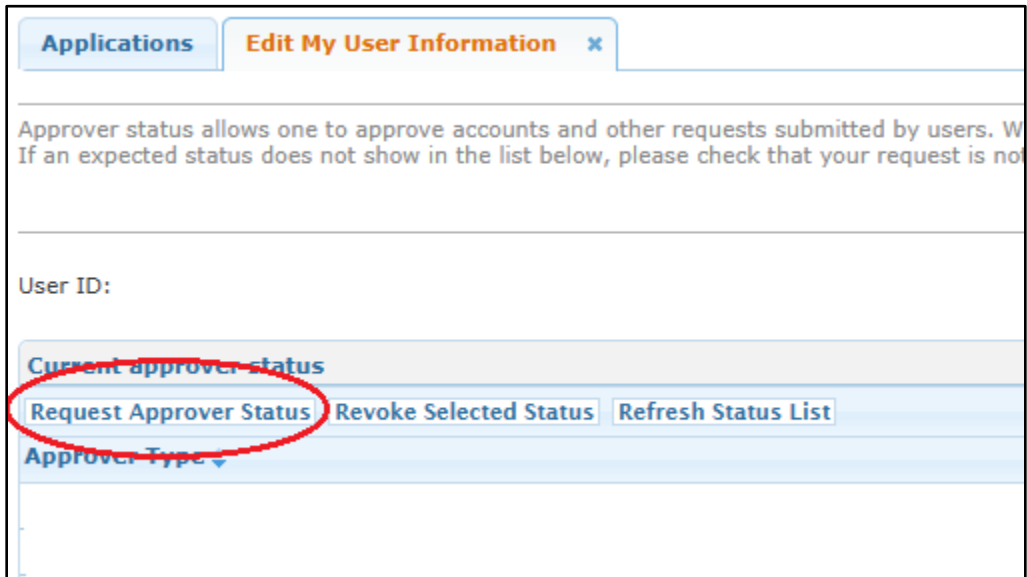 Applications Edit My User Information ×
Approver status allows one to approve accounts and other requests submitted by users. W
If an expected status does not show in the list below, please check that your request is not
User ID:
Current approver status
Request Approver Status Revoke Selected Status Refresh Status List
Approver Type